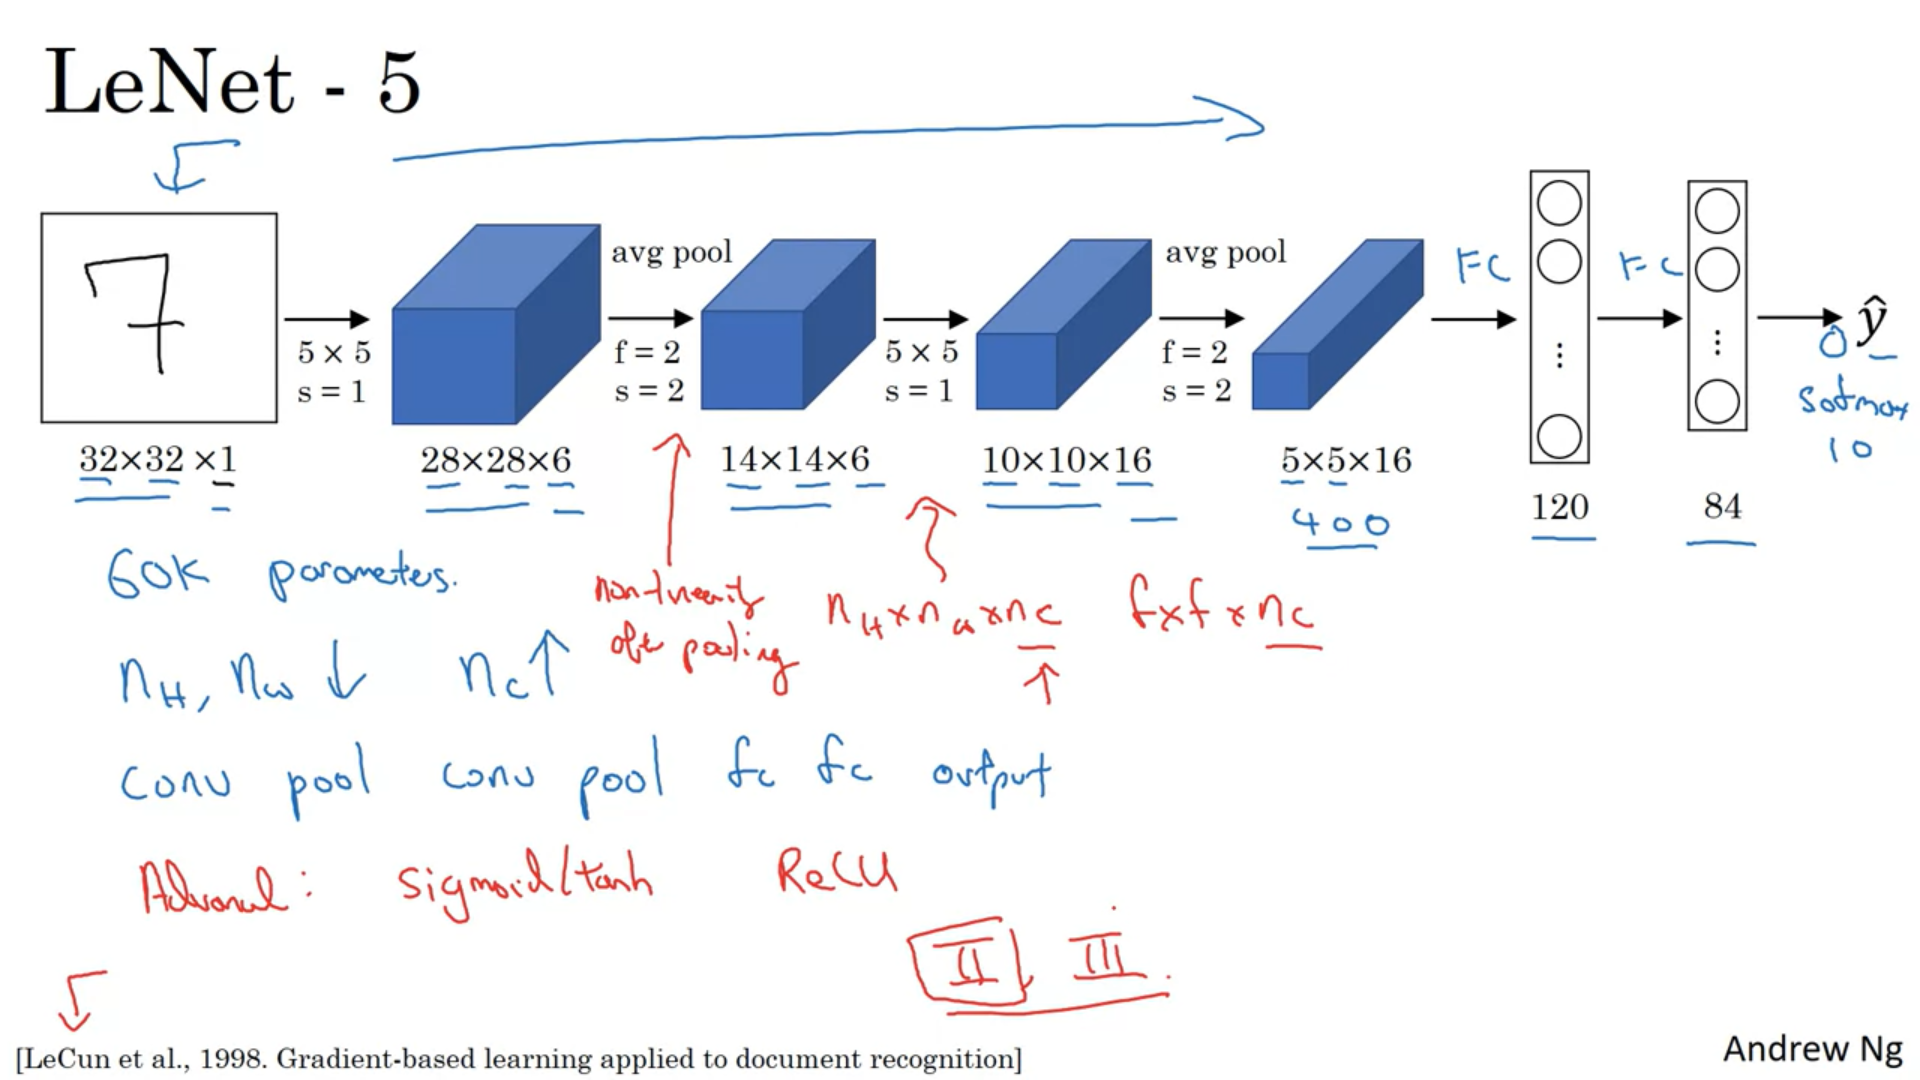 LeNet - 5
7
5 × 5
s = 1
avg pool
f = 2
s = 2
5 × 5
s = 1
avg pool
f = 2
s = 2
FC
FC
ŷ
softmax
10
32×32 ×1
28×28×6
14×14×6
10×10×16
5×5×16
400
120
84
60K parameters.
non-linearity
after pooling
nH×nW×nC
f×f×nC
nH, nW ↓ nC ↑
conv pool conv pool fc fc output
Advanced: sigmoid/tanh ReLU
II, III.
[LeCun et al., 1998. Gradient-based learning applied to document recognition]
Andrew Ng